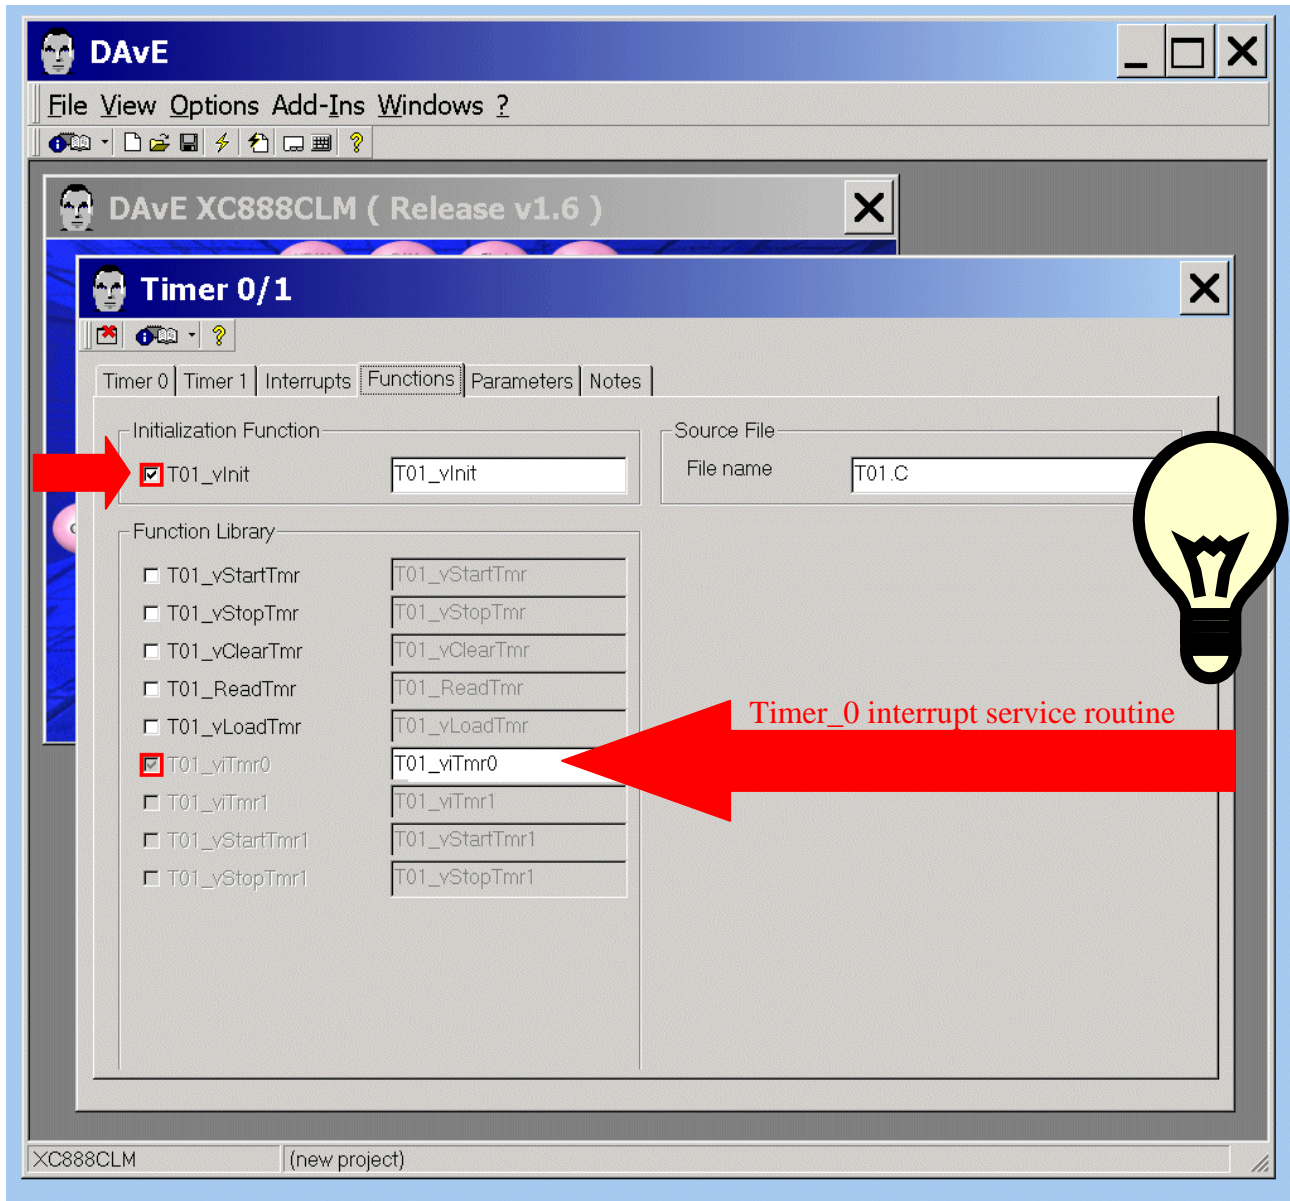 DAvE
File View Options Add-Ins Windows ?
DAvE XC888CLM ( Release v1.6 )
Timer 0/1
Timer 0 Timer 1 Interrupts Functions Parameters Notes
Initialization Function
T01_vInit T01_vInit
Source File
File name T01.C
Function Library
T01_vStartTmr T01_vStartTmr
T01_vStopTmr T01_vStopTmr
T01_vClearTmr T01_vClearTmr
T01_ReadTmr T01_ReadTmr
T01_vLoadTmr T01_vLoadTmr
Timer_0 interrupt service routine
T01_viTmr0 T01_viTmr0
T01_viTmr1 T01_viTmr1
T01_vStartTmr1 T01_vStartTmr1
T01_vStopTmr1 T01_vStopTmr1
XC888CLM (new project)